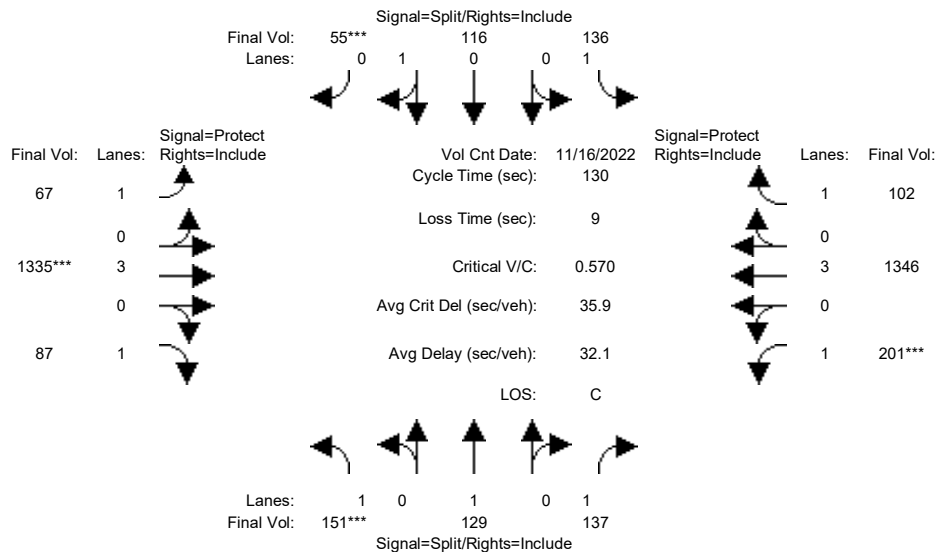 Signal=Split/Rights=Include
Final Vol: 55*** 116 136
Lanes: 0 1 0 0 1
Signal=Protect Signal=Protect
Final Vol: Lanes: Rights=Include Vol Cnt Date: 11/16/2022 Rights=Include Lanes: Final Vol:
Cycle Time (sec): 130
67 1 1 102
Loss Time (sec): 9
0 0
1335*** 3 Critical V/C: 0.570 3 1346
0 Avg Crit Del (sec/veh): 35.9 0
87 1 Avg Delay (sec/veh): 32.1 1 201***
LOS: C
Lanes: 1 0 1 0 1
Final Vol: 151*** 129 137
Signal=Split/Rights=Include